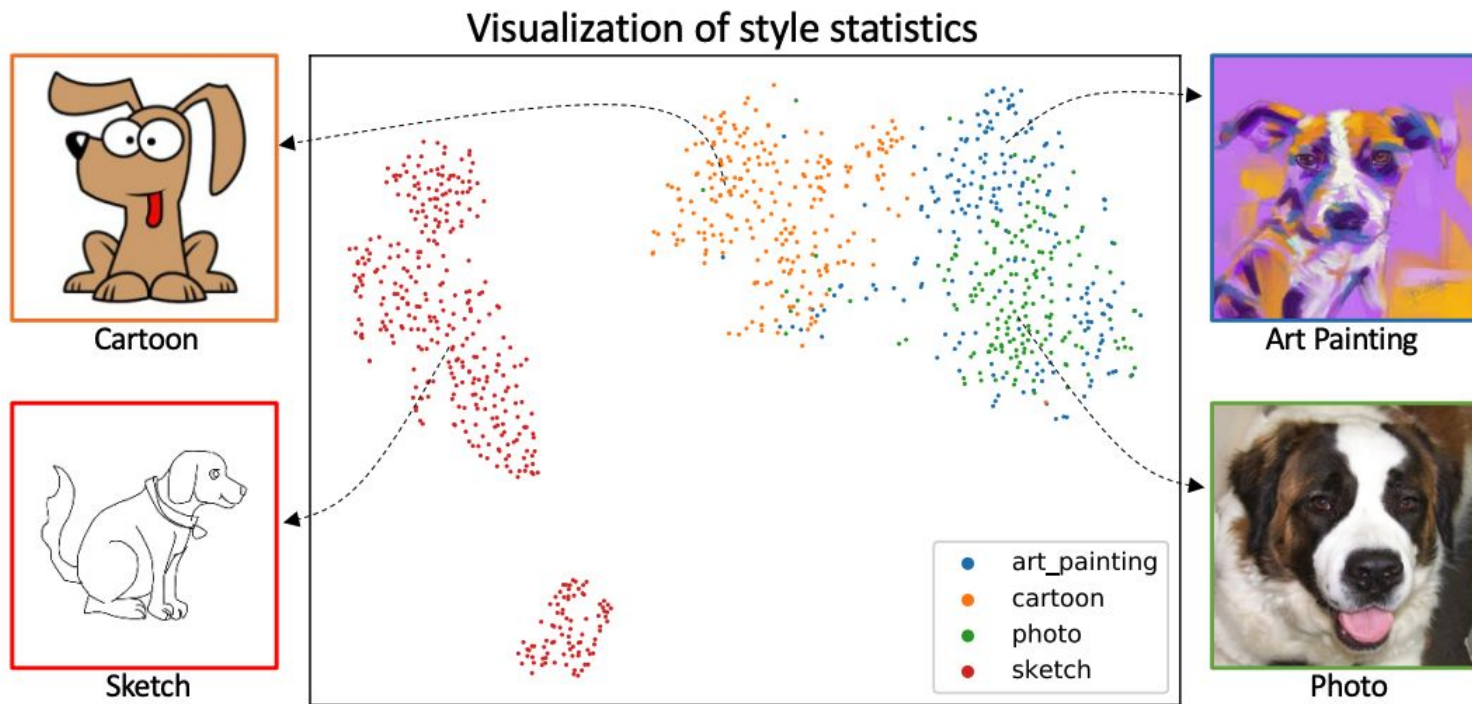 Visualization of style statistics
Cartoon
Art Painting
Sketch
Photo
art_painting
cartoon
photo
sketch